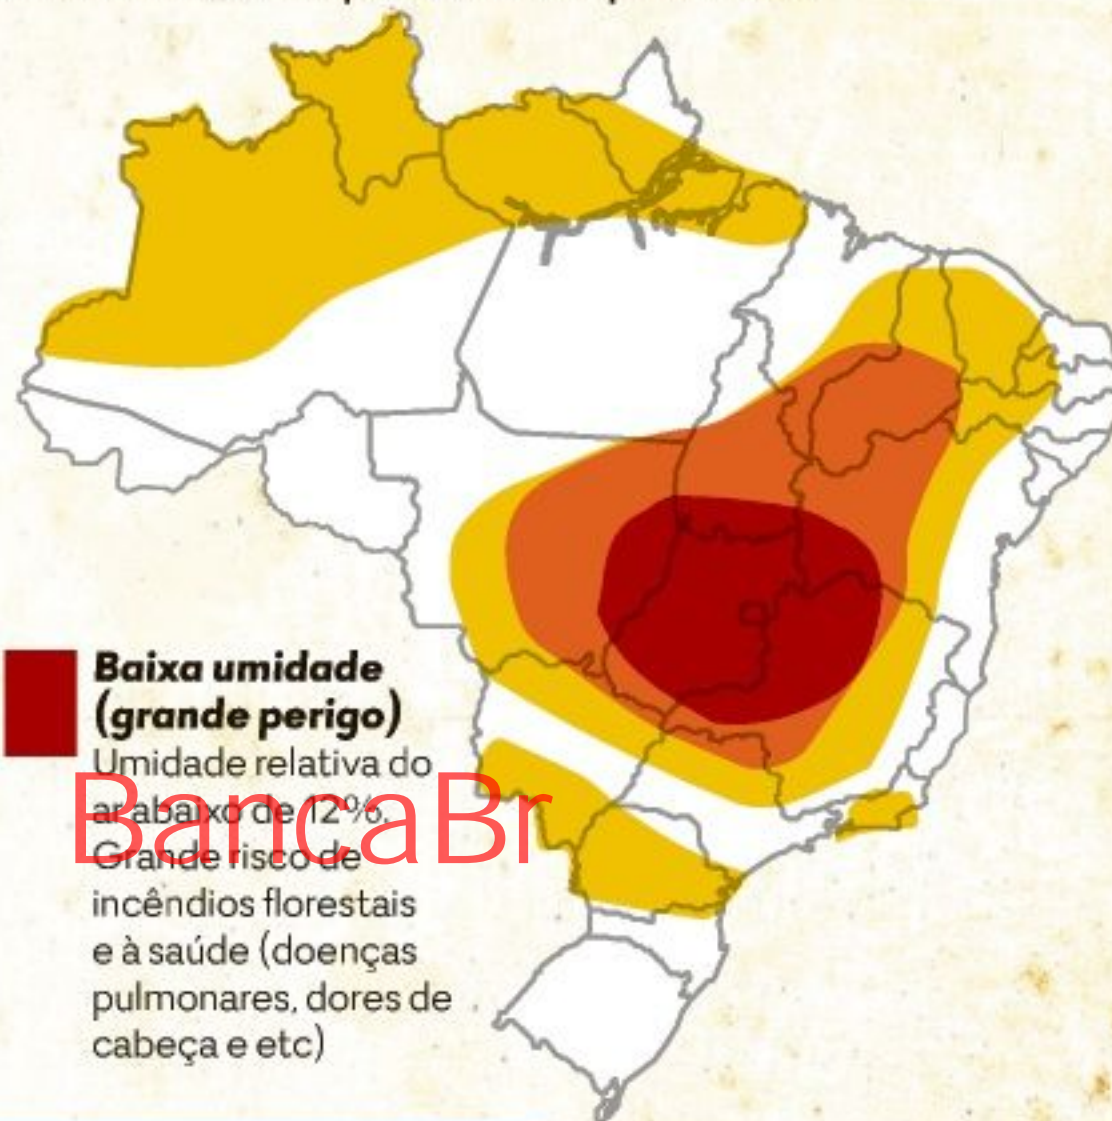 Baixa umidade
(grande perigo)
Umidade relativa do
ar abaixo de 12%.
Grande risco de
incêndios florestais
e à saúde (doenças
pulmonares, dores de
cabeça e etc)
BancaBr